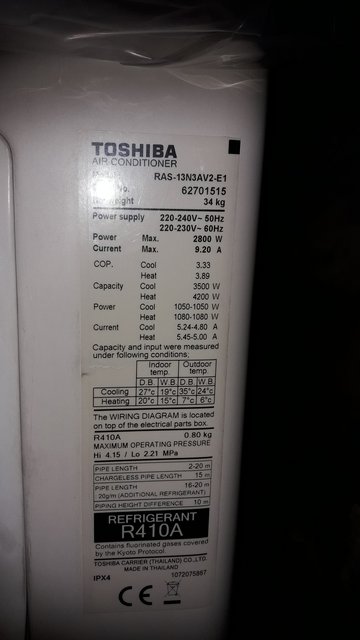 TOSHIBA
AIR CONDITIONER
RAS-13N3AV2-E1
No. 62701515
Net weight 34 kg
Power supply 220-240V~ 50Hz
220-230V~ 60Hz
Power Max. 2800 W
Current Max. 9.20 A
COP. Cool 3.33
Heat 3.89
Capacity Cool 3500 W
Heat 4200 W
Power Cool 1050-1050 W
Heat 1080-1080 W
Current Cool 5.24-4.80 A
Heat 5.45-5.00 A
Capacity and input were measured
under following conditions;
Indoor temp. Outdoor temp.
D.B. W.B. D.B. W.B.
Cooling 27°c 19°c 35°c 24°c
Heating 20°c 15°c 7°c 6°c
The WIRING DIAGRAM is located
on top of the electrical parts box.
R410A 0.80 kg
MAXIMUM OPERATING PRESSURE
Hi 4.15 / Lo 2.21 MPa
PIPE LENGTH 2-20 m
CHARGELESS PIPE LENGTH 15 m
PIPE LENGTH 16-20 m
20g/m (ADDITIONAL REFRIGERANT)
PIPING HEIGHT DIFFERENCE 10 m
REFRIGERANT
R410A
Contains fluorinated gases covered
by the Kyoto Protocol.
TOSHIBA CARRIER (THAILAND) CO.,LTD.
MADE IN THAILAND
IPX4 1072075867
CE